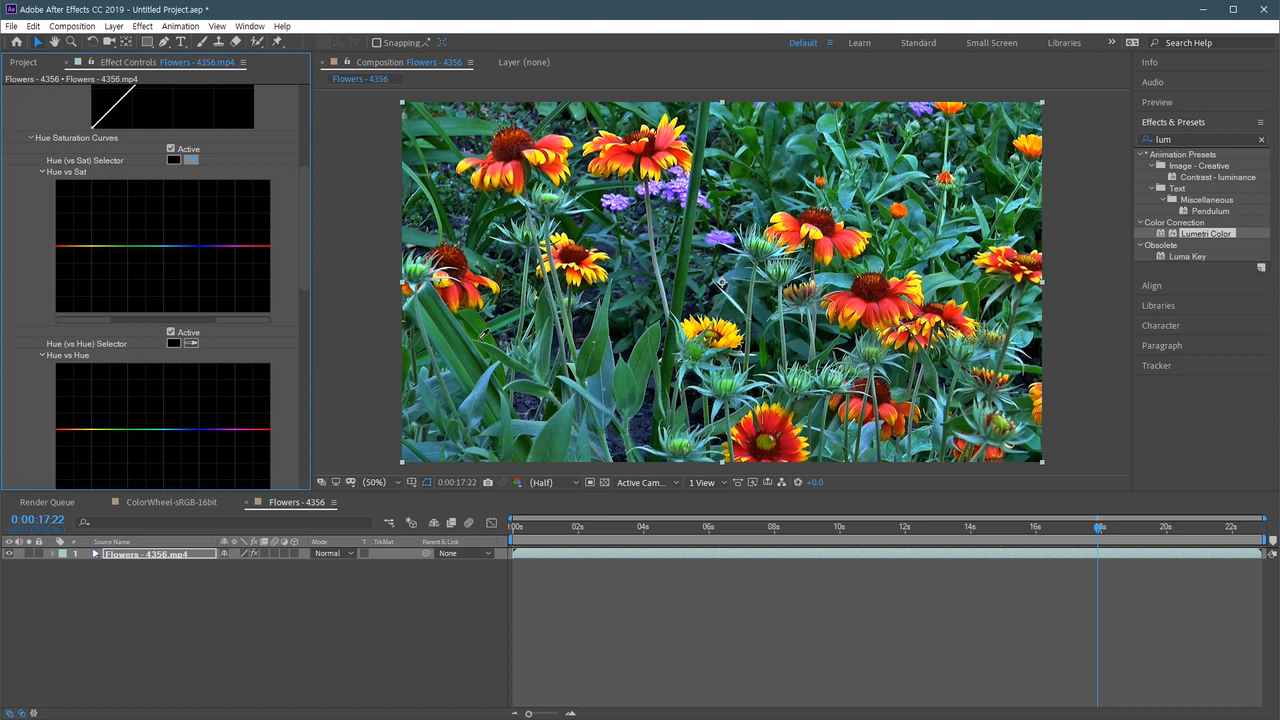 Adobe After Effects CC 2019 - Untitled Project.aep *
File Edit Composition Layer Effect Animation View Window Help
Snapping Default Learn Standard Small Screen Libraries Search Help
Project Effect Controls Flowers - 4356.mp4 Composition Flowers - 4356 Layer (none) Info
Flowers - 4356 • Flowers - 4356.mp4 Flowers - 4356
Audio
Preview
Effects & Presets
lum
* Animation Presets
Image - Creative
Contrast - luminance
Text
Miscellaneous
Pendulum
Color Correction
Lumetri Color
Obsolete
Luma Key
Align
Libraries
Character
Paragraph
Tracker
Hue Saturation Curves
Active
Hue (vs Sat) Selector
Hue vs Sat
Active
Hue (vs Hue) Selector
Hue vs Hue
(50%) 0:00:17:22 (Half) Active Cam... 1 View +0.0
Render Queue ColorWheel-sRGB-16bit Flowers - 4356
0:00:17:22
# Source Name Mode T .TrkMat Parent & Link
1 Flowers - 4356.mp4 Normal None
:00s 02s 04s 06s 08s 10s 12s 14s 16s 20s 22s